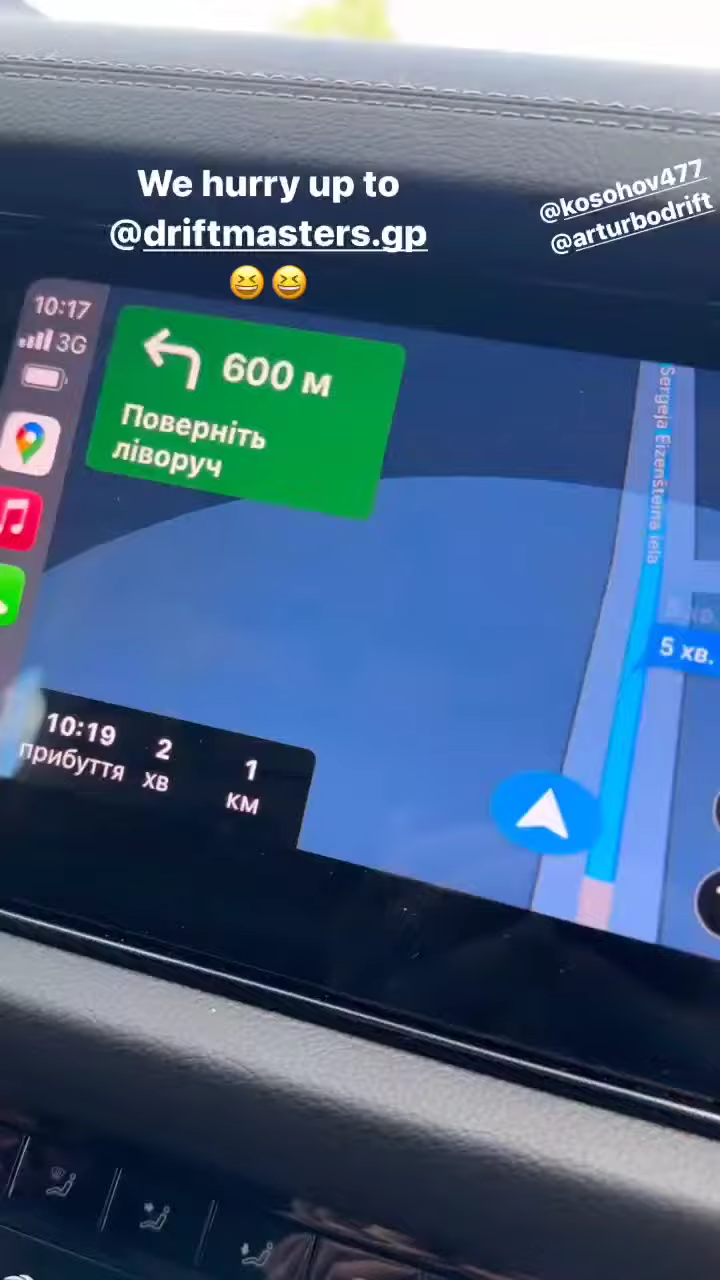 We hurry up to
@driftmasters.gp
😆😆
@kosohov477
@arturbodrift
10:17
3G
600 м
Поверніть
ліворуч
Sergeja Eizenšteina iela
5 хв.
10:19
прибуття
2
хв
1
км